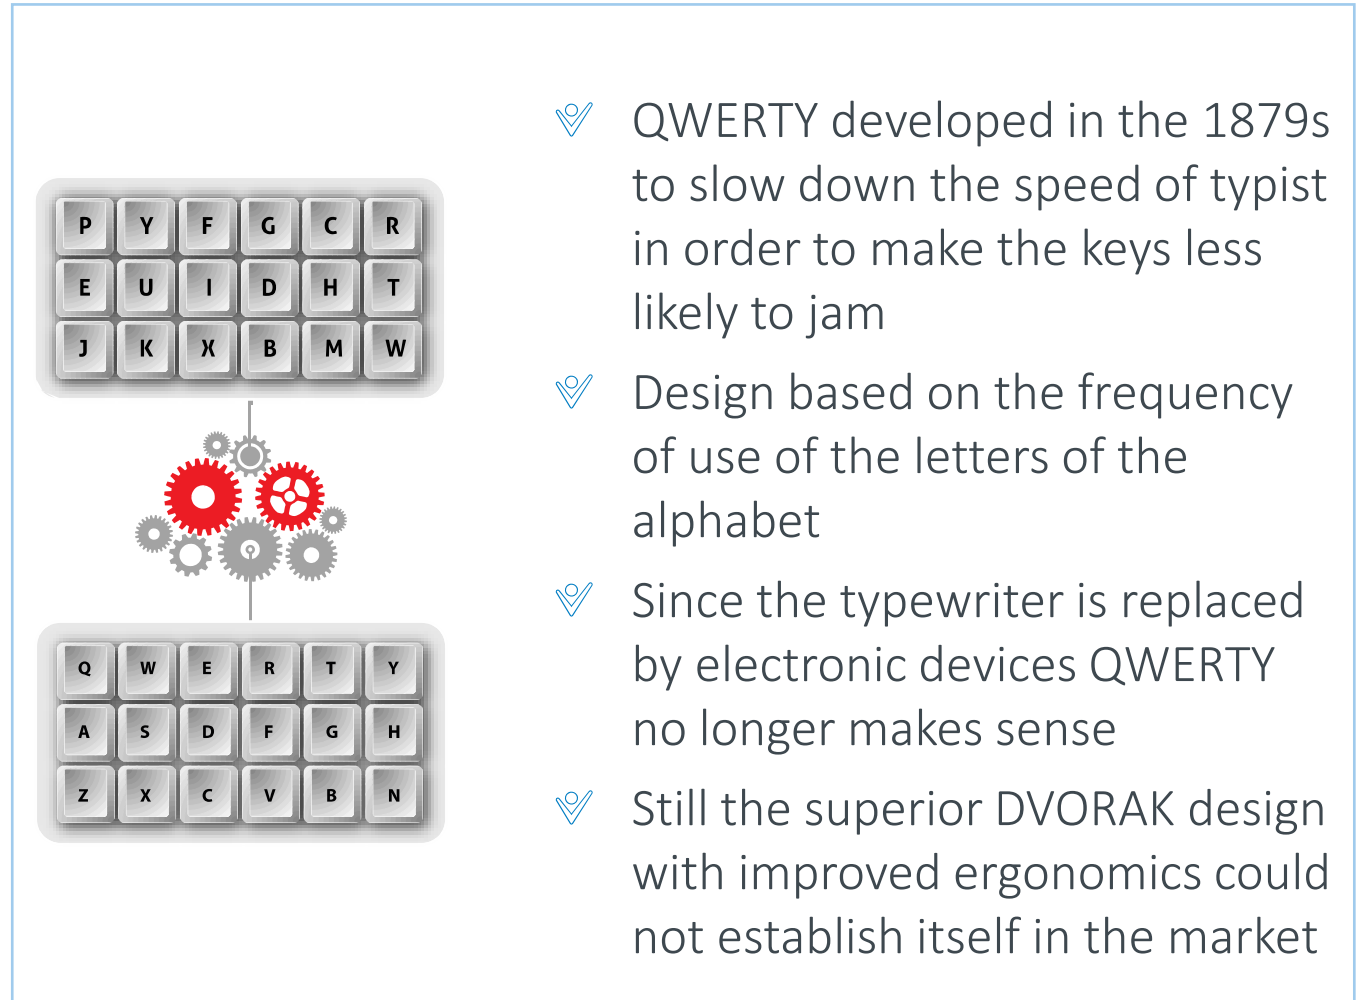 P Y F G C R
E U I D H T
J K X B M W
Q W E R T Y
A S D F G H
Z X C V B N
QWERTY developed in the 1879s
to slow down the speed of typist
in order to make the keys less
likely to jam
Design based on the frequency
of use of the letters of the
alphabet
Since the typewriter is replaced
by electronic devices QWERTY
no longer makes sense
Still the superior DVORAK design
with improved ergonomics could
not establish itself in the market